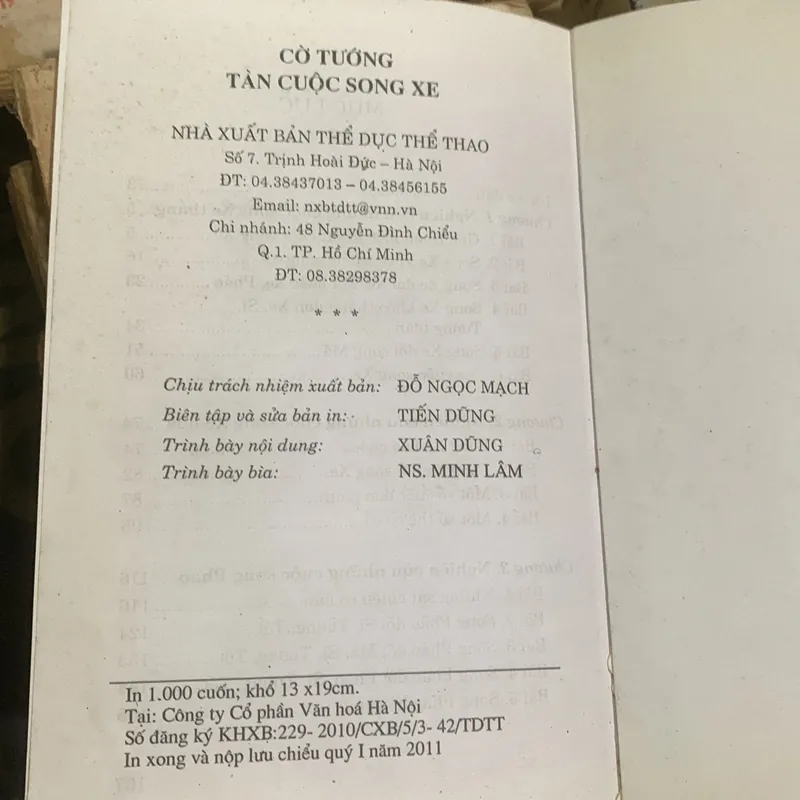 CỜ TƯỚNG
TÀN CUỘC SONG XE
NHÀ XUẤT BẢN THỂ DỤC THỂ THAO
Số 7. Trịnh Hoài Đức – Hà Nội
ĐT: 04.38437013 – 04.38456155
Email: nxbtdtt@vnn.vn
Chi nhánh: 48 Nguyễn Đình Chiểu
Q.1. TP. Hồ Chí Minh
ĐT: 08.38298378
* * *
Chịu trách nhiệm xuất bản: ĐỖ NGỌC MẠCH
Biên tập và sửa bản in: TIẾN DŨNG
Trình bày nội dung: XUÂN DŨNG
Trình bày bìa: NS. MINH LÂM
In 1.000 cuốn; khổ 13 x19cm.
Tại: Công ty Cổ phần Văn hoá Hà Nội
Số đăng ký KHXB:229- 2010/CXB/5/3- 42/TDTT
In xong và nộp lưu chiểu quý I năm 2011